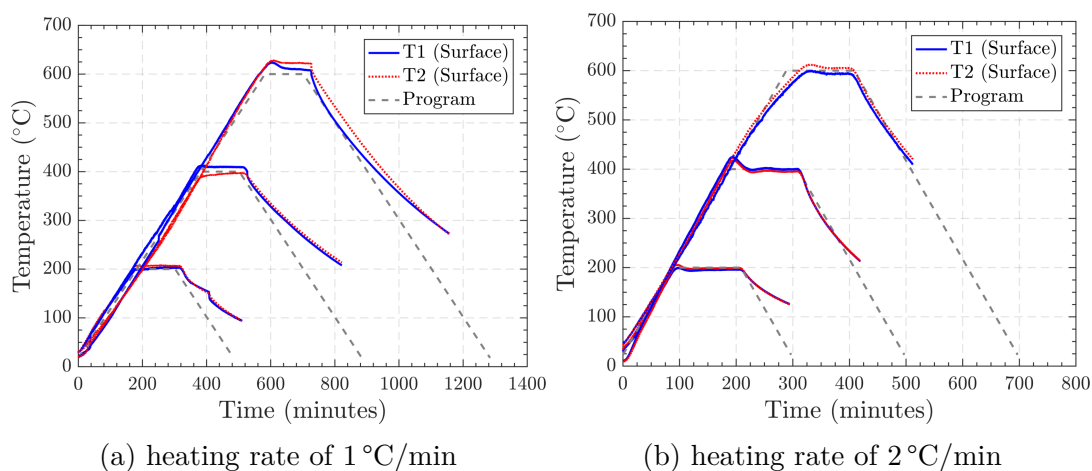 700
600
500
400
300
200
100
0
Temperature (°C)
0 200 400 600 800 1000 1200 1400
Time (minutes)
T1 (Surface)
T2 (Surface)
Program
(a) heating rate of 1 °C/min
700
600
500
400
300
200
100
0
Temperature (°C)
0 100 200 300 400 500 600 700 800
Time (minutes)
T1 (Surface)
T2 (Surface)
Program
(b) heating rate of 2 °C/min